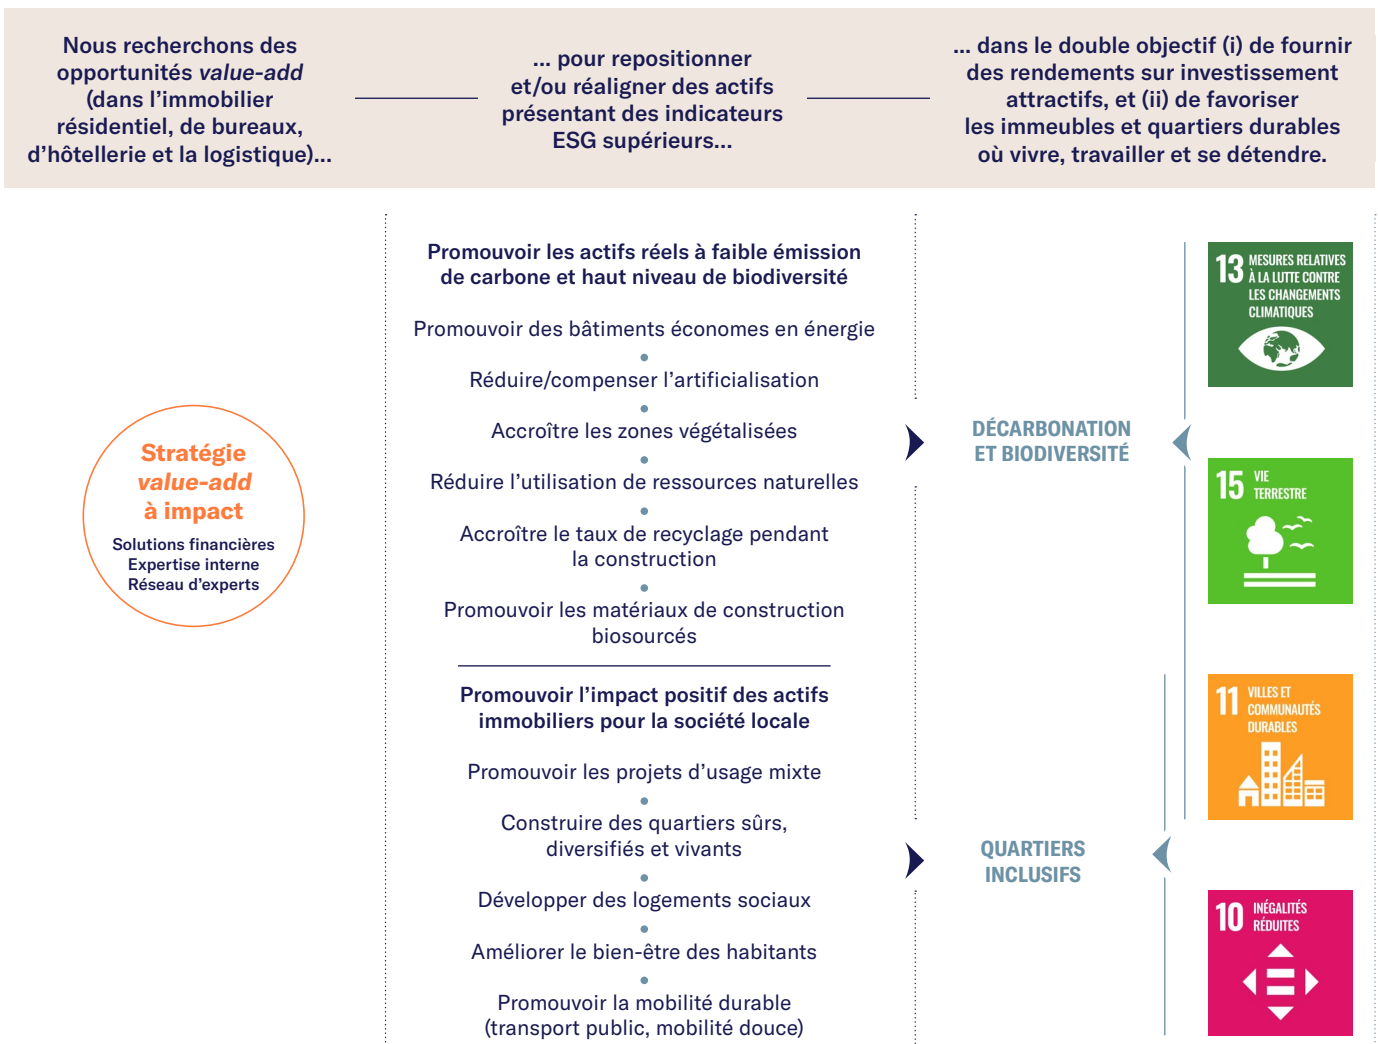 Nous recherchons des
opportunités value-add
(dans l’immobilier
résidentiel, de bureaux,
d’hôtellerie et la logistique)...
... pour repositionner
et/ou réaligner des actifs
présentant des indicateurs
ESG supérieurs...
... dans le double objectif (i) de fournir
des rendements sur investissement
attractifs, et (ii) de favoriser
les immeubles et quartiers durables
où vivre, travailler et se détendre.
Stratégie
value-add
à impact
Solutions financières
Expertise interne
Réseau d’experts
Promouvoir les actifs réels à faible émission
de carbone et haut niveau de biodiversité
Promouvoir des bâtiments économes en énergie
Réduire/compenser l’artificialisation
Accroître les zones végétalisées
Réduire l’utilisation de ressources naturelles
Accroître le taux de recyclage pendant
la construction
Promouvoir les matériaux de construction
biosourcés
Promouvoir l’impact positif des actifs
immobiliers pour la société locale
Promouvoir les projets d’usage mixte
Construire des quartiers sûrs,
diversifiés et vivants
Développer des logements sociaux
Améliorer le bien-être des habitants
Promouvoir la mobilité durable
(transport public, mobilité douce)
DÉCARBONATION
ET BIODIVERSITÉ
QUARTIERS
INCLUSIFS
13 MESURES RELATIVES
À LA LUTTE CONTRE
LES CHANGEMENTS
CLIMATIQUES
15 VIE
TERRESTRE
11 VILLES ET
COMMUNAUTÉS
DURABLES
10 INÉGALITÉS
RÉDUITES